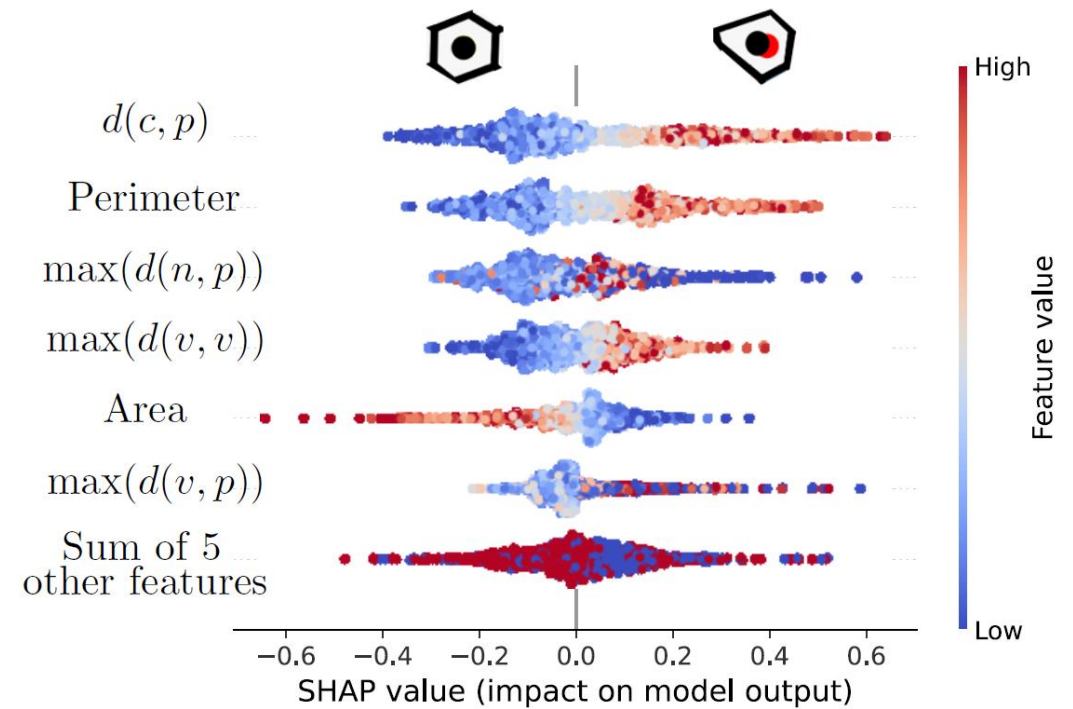 High
d(c, p)
Perimeter
max(d(n, p))
max(d(v, v))
Area
max(d(v, p))
Sum of 5
other features
Feature value
Low
−0.6 −0.4 −0.2 0.0 0.2 0.4 0.6
SHAP value (impact on model output)